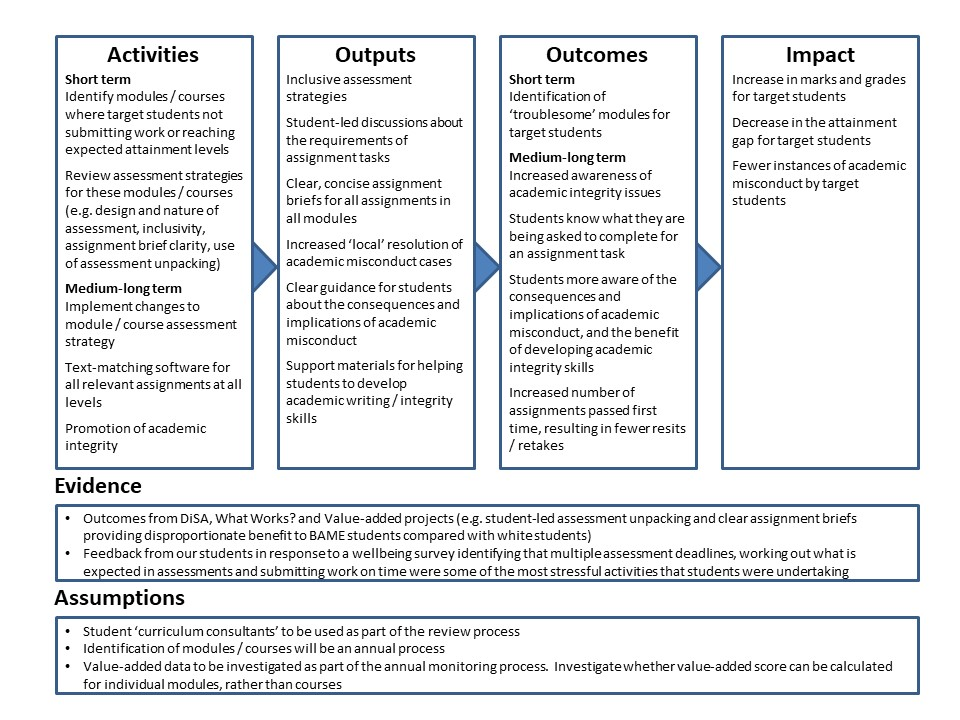 Activities
Short term
Identify modules / courses
where target students not
submitting work or reaching
expected attainment levels
Review assessment strategies
for these modules / courses
(e.g. design and nature of
assessment, inclusivity,
assignment brief clarity, use
of assessment unpacking)
Medium-long term
Implement changes to
module / course assessment
strategy
Text-matching software for
all relevant assignments at all
levels
Promotion of academic
integrity
Outputs
Inclusive assessment
strategies
Student-led discussions about
the requirements of
assignment tasks
Clear, concise assignment
briefs for all assignments in
all modules
Increased ‘local’ resolution of
academic misconduct cases
Clear guidance for students
about the consequences and
implications of academic
misconduct
Support materials for helping
students to develop
academic writing / integrity
skills
Outcomes
Short term
Identification of
‘troublesome’ modules for
target students
Medium-long term
Increased awareness of
academic integrity issues
Students know what they are
being asked to complete for
an assignment task
Students more aware of the
consequences and
implications of academic
misconduct, and the benefit
of developing academic
integrity skills
Increased number of
assignments passed first
time, resulting in fewer resits
/ retakes
Impact
Increase in marks and grades
for target students
Decrease in the attainment
gap for target students
Fewer instances of academic
misconduct by target
students
Evidence
• Outcomes from DiSA, What Works? and Value-added projects (e.g. student-led assessment unpacking and clear assignment briefs
providing disproportionate benefit to BAME students compared with white students)
• Feedback from our students in response to a wellbeing survey identifying that multiple assessment deadlines, working out what is
expected in assessments and submitting work on time were some of the most stressful activities that students were undertaking
Assumptions
• Student ‘curriculum consultants’ to be used as part of the review process
• Identification of modules / courses will be an annual process
• Value-added data to be investigated as part of the annual monitoring process. Investigate whether value-added score can be calculated
for individual modules, rather than courses